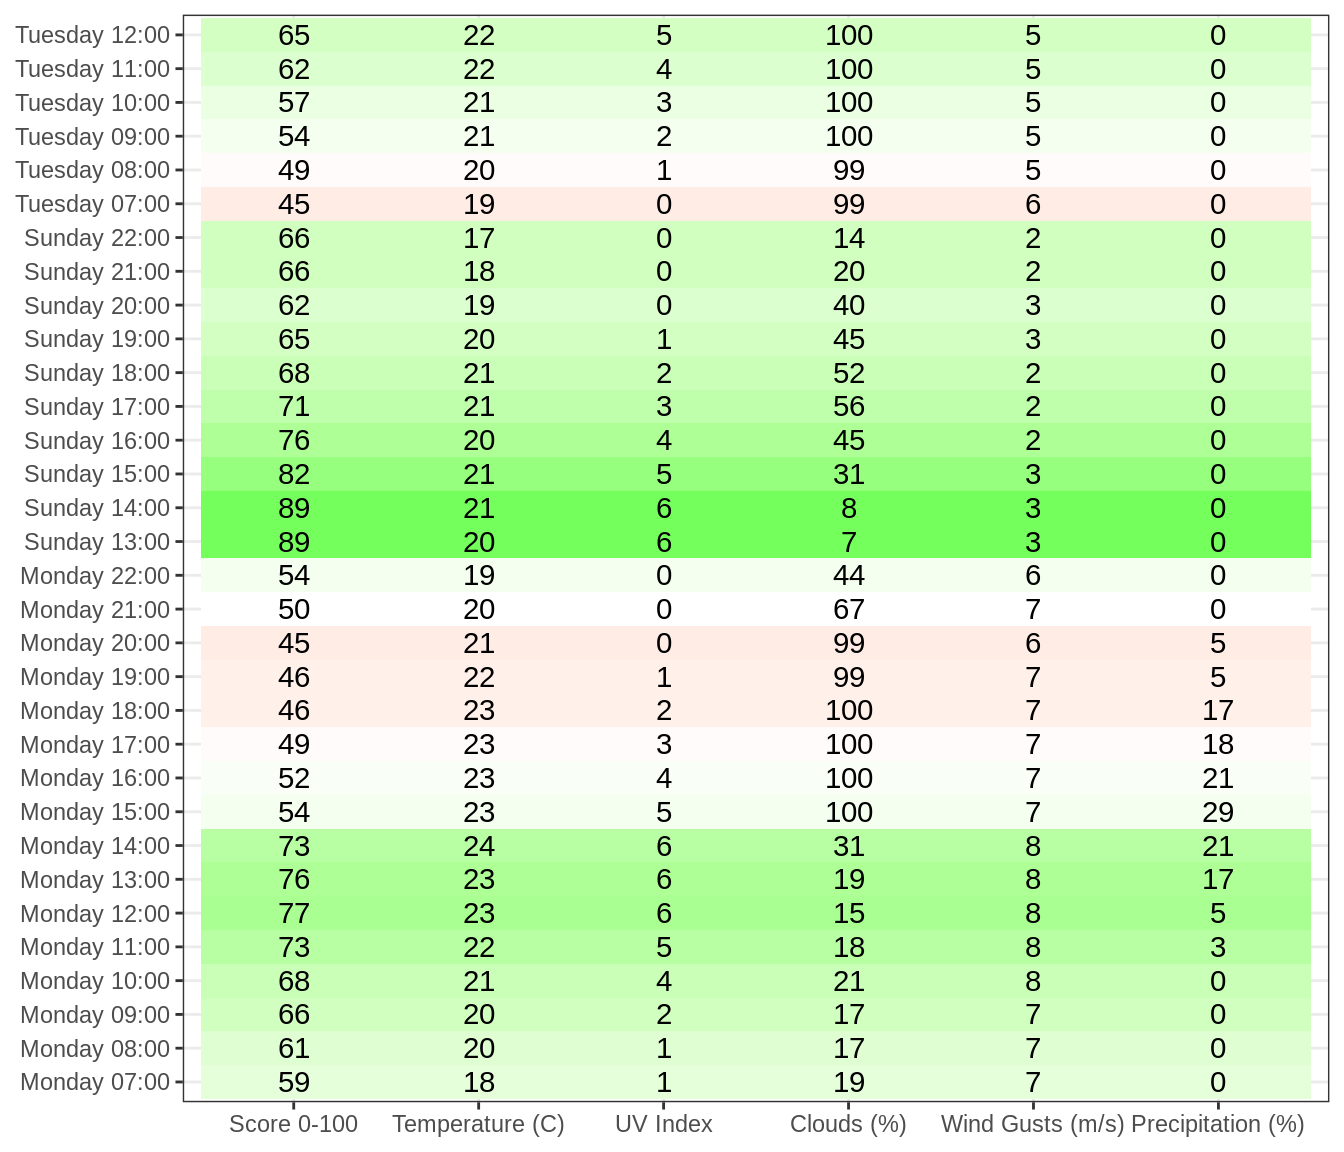 Tuesday 12:00 65 22 5 100 5 0
Tuesday 11:00 62 22 4 100 5 0
Tuesday 10:00 57 21 3 100 5 0
Tuesday 09:00 54 21 2 100 5 0
Tuesday 08:00 49 20 1 99 5 0
Tuesday 07:00 45 19 0 99 6 0
Sunday 22:00 66 17 0 14 2 0
Sunday 21:00 66 18 0 20 2 0
Sunday 20:00 62 19 0 40 3 0
Sunday 19:00 65 20 1 45 3 0
Sunday 18:00 68 21 2 52 2 0
Sunday 17:00 71 21 3 56 2 0
Sunday 16:00 76 20 4 45 2 0
Sunday 15:00 82 21 5 31 3 0
Sunday 14:00 89 21 6 8 3 0
Sunday 13:00 89 20 6 7 3 0
Monday 22:00 54 19 0 44 6 0
Monday 21:00 50 20 0 67 7 0
Monday 20:00 45 21 0 99 6 5
Monday 19:00 46 22 1 99 7 5
Monday 18:00 46 23 2 100 7 17
Monday 17:00 49 23 3 100 7 18
Monday 16:00 52 23 4 100 7 21
Monday 15:00 54 23 5 100 7 29
Monday 14:00 73 24 6 31 8 21
Monday 13:00 76 23 6 19 8 17
Monday 12:00 77 23 6 15 8 5
Monday 11:00 73 22 5 18 8 3
Monday 10:00 68 21 4 21 8 0
Monday 09:00 66 20 2 17 7 0
Monday 08:00 61 20 1 17 7 0
Monday 07:00 59 18 1 19 7 0
Score 0-100 Temperature (C) UV Index Clouds (%) Wind Gusts (m/s) Precipitation (%)